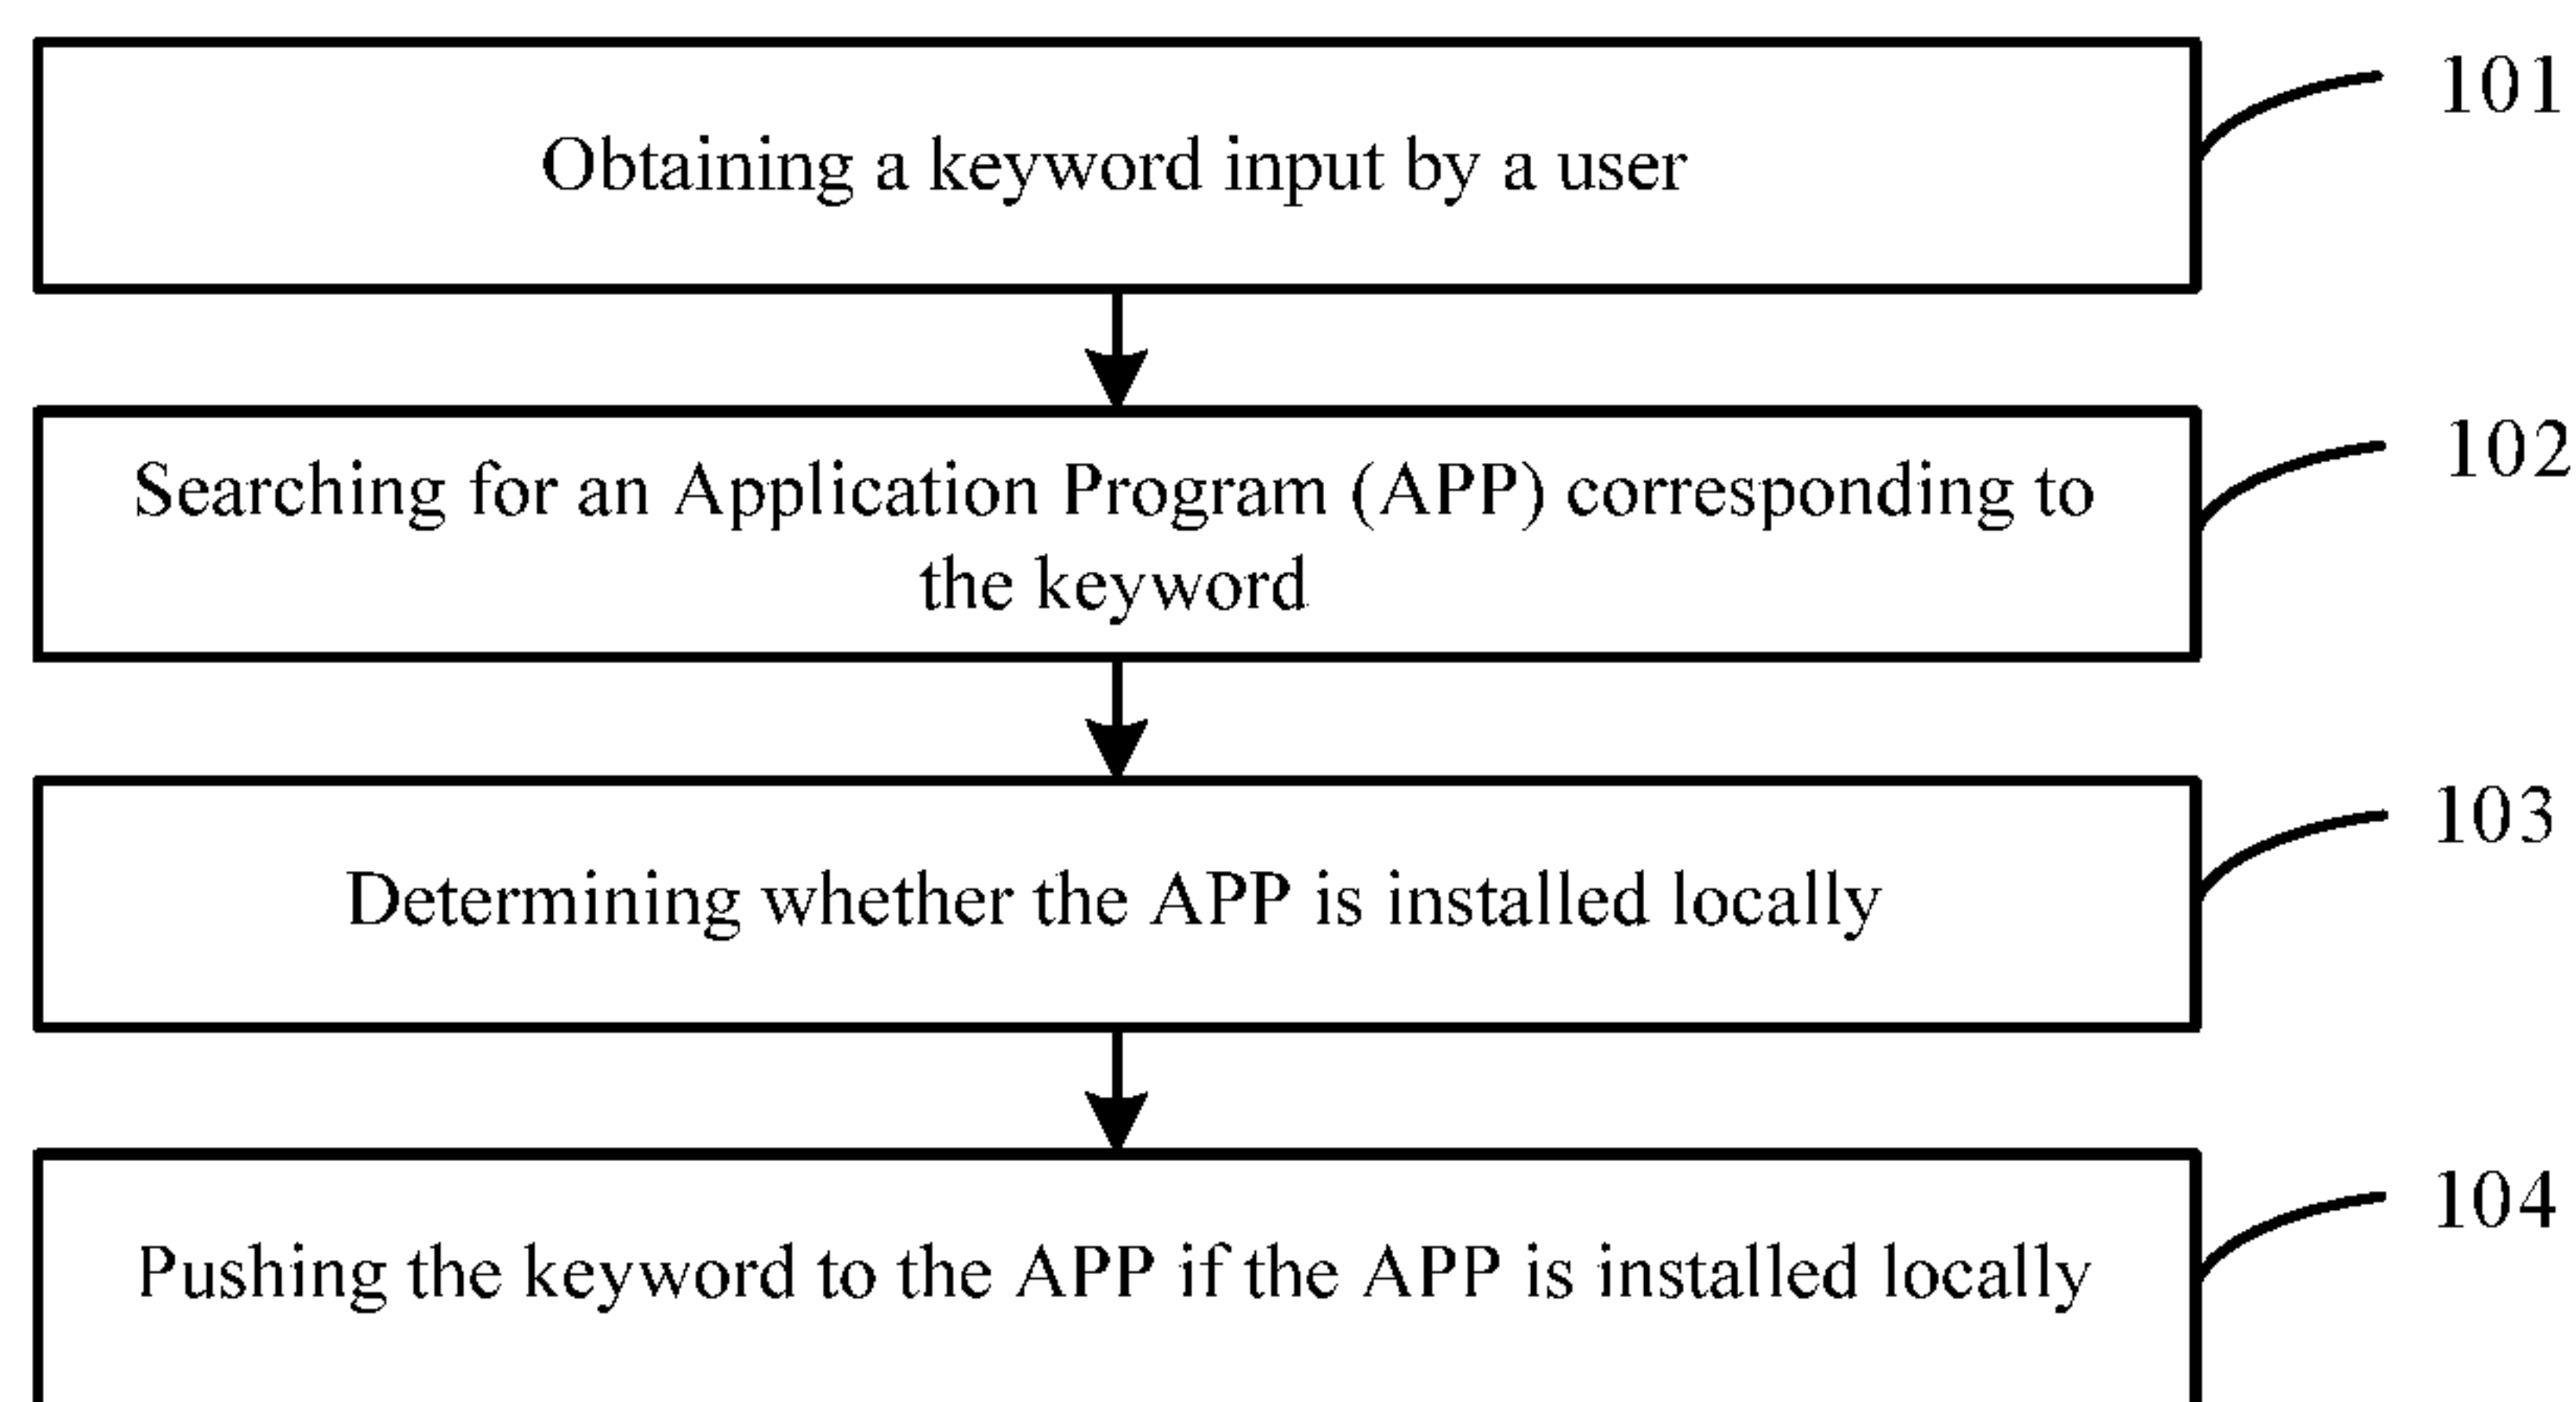 Obtaining a keyword input by a user
101
Searching for an Application Program (APP) corresponding to
the keyword
102
Determining whether the APP is installed locally
103
Pushing the keyword to the APP if the APP is installed locally
104